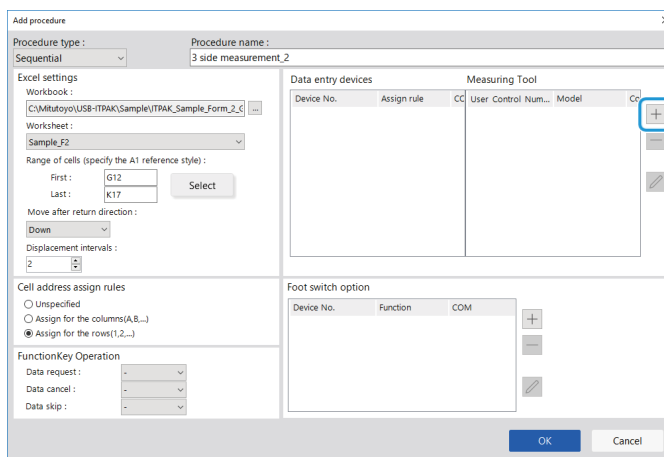 Add procedure
Procedure type :
Procedure name :
Sequential
3 side measurement_2
Excel settings
Workbook :
C:\Mitutoyo\USB-ITPAK\Sample\ITPAK_Sample_Form_2_G
...
Worksheet :
Sample_F2
Range of cells (specify the A1 reference style) :
First :
G12
Last :
K17
Select
Move after return direction :
Down
Displacement intervals :
2
Data entry devices
Measuring Tool
Device No.
Assign rule
CC
User Control Num...
Model
Co
Cell address assign rules
Unspecified
Assign for the columns(A,B,...)
Assign for the rows(1,2,...)
Foot switch option
Device No.
Function
COM
FunctionKey Operation
Data request :
-
Data cancel :
-
Data skip :
-
OK
Cancel